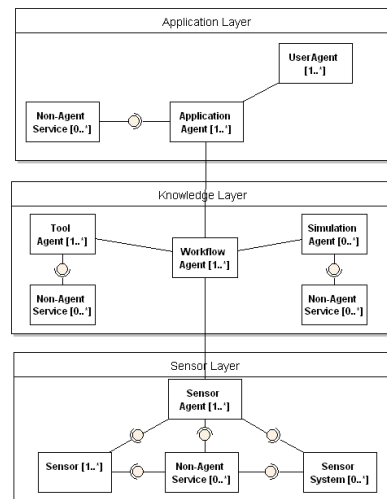 Application Layer
UserAgent
[1..*]
Non-Agent
Service [0..*]
Application
Agent [1..*]
Knowledge Layer
Tool
Agent [1..*]
Workflow
Agent [1..*]
Simulation
Agent [0..*]
Non-Agent
Service [0..*]
Non-Agent
Service [0..*]
Sensor Layer
Sensor
Agent [1..*]
Sensor [1..*]
Non-Agent
Service [0..*]
Sensor
System [0..*]